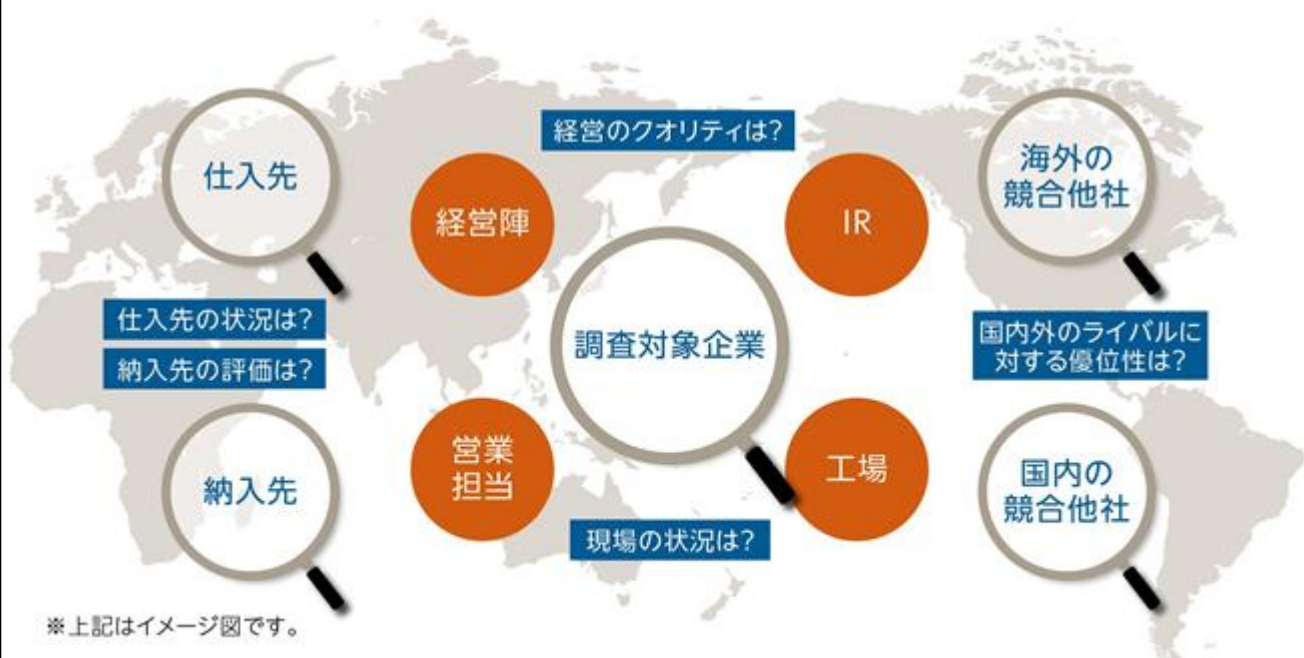 経営のクオリティは?
仕入先
経営陣
IR
海外の
競合他社
仕入先の状況は?
納入先の評価は?
調査対象企業
国内外のライバルに
対する優位性は?
納入先
営業
担当
工場
国内の
競合他社
現場の状況は?
※上記はイメージ図です。